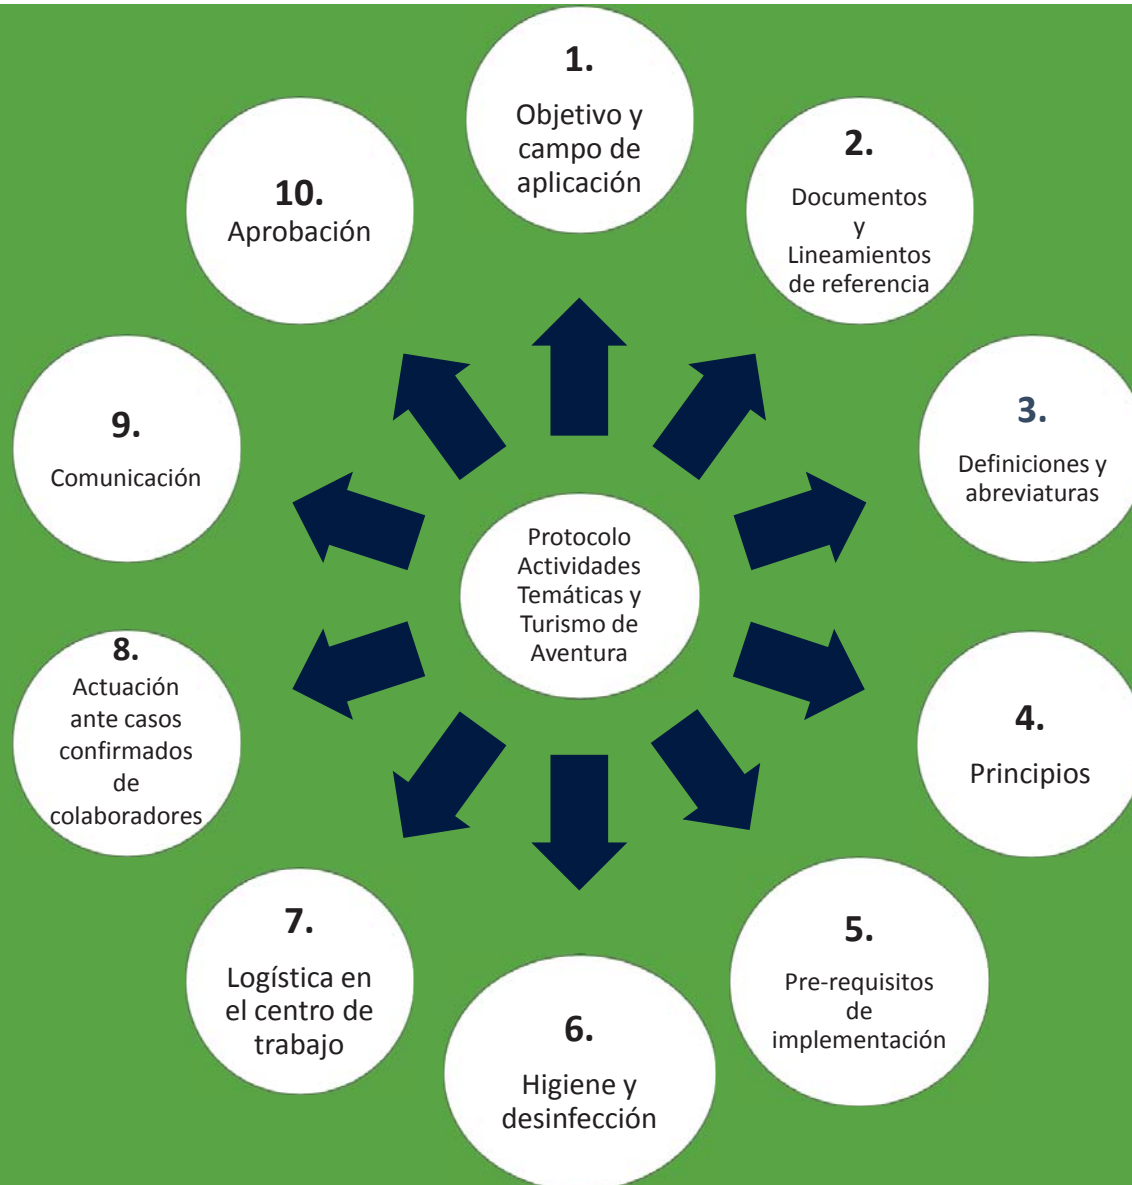 1.
Objetivo y
campo de
aplicación
2.
Documentos
y
Lineamientos
de referencia
3.
Definiciones y
abreviaturas
4.
Principios
5.
Pre-requisitos
de
implementación
6.
Higiene y
desinfección
7.
Logística en
el centro de
trabajo
8.
Actuación
ante casos
confirmados
de
colaboradores
9.
Comunicación
10.
Aprobación
Protocolo
Actividades
Temáticas y
Turismo de
Aventura